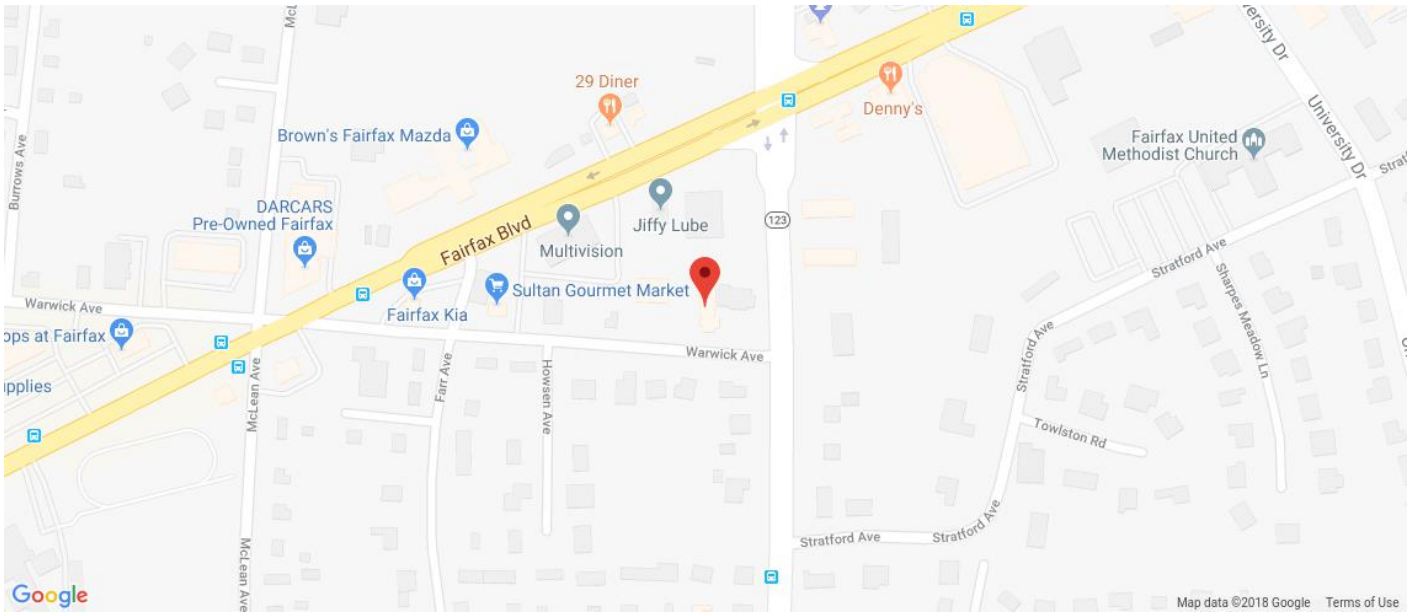 McL
29 Diner
Denny's
Brown's Fairfax Mazda
Burrows Ave
DARCARS
Pre-Owned Fairfax
Fairfax Blvd
Multivision
Jiffy Lube
123
Fairfax United
Methodist Church
ersity Dr
University Dr
Stratf
Stratford Ave
Sharpes Meadow Ln
Warwick Ave
ops at Fairfax
upplies
Fairfax Kia
Sultan Gourmet Market
Warwick Ave
McLean Ave
Farr Ave
Howsen Ave
Stratford Ave
Towlston Rd
McLean Ave
Stratford Ave
Stratford Ave
Google
Map data ©2018 Google
Terms of Use